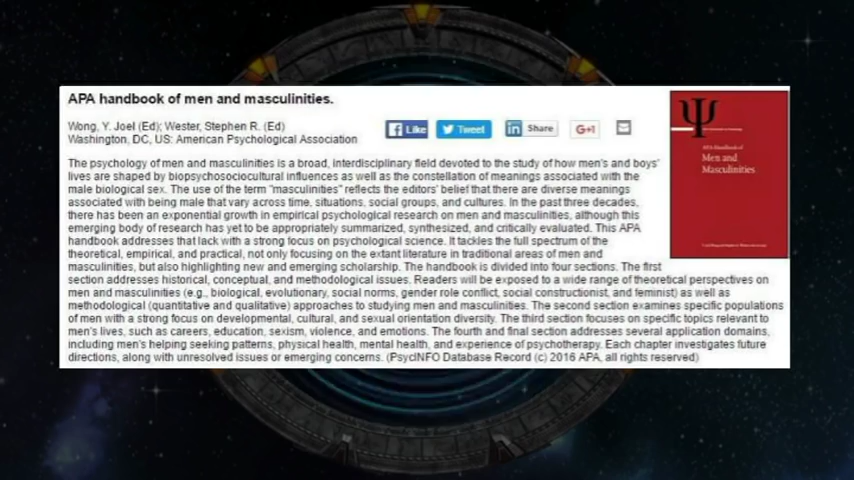 APA handbook of men and masculinities.
Wong, Y. Joel (Ed); Wester, Stephen R. (Ed)
Washington, DC, US: American Psychological Association
Like
Tweet
Share
G+1
The psychology of men and masculinities is a broad, interdisciplinary field devoted to the study of how men's and boys'
lives are shaped by biopsychosociocultural influences as well as the constellation of meanings associated with the
male biological sex. The use of the term "masculinities" reflects the editors' belief that there are diverse meanings
associated with being male that vary across time, situations, social groups, and cultures. In the past three decades,
there has been an exponential growth in empirical psychological research on men and masculinities, although this
emerging body of research has yet to be appropriately summarized, synthesized, and critically evaluated. This APA
handbook addresses that lack with a strong focus on psychological science. It tackles the full spectrum of the
theoretical, empirical, and practical, not only focusing on the extant literature in traditional areas of men and
masculinities, but also highlighting new and emerging scholarship. The handbook is divided into four sections. The first
section addresses historical, conceptual, and methodological issues. Readers will be exposed to a wide range of theoretical perspectives on
men and masculinities (e.g., biological, evolutionary, social norms, gender role conflict, social constructionist, and feminist) as well as
methodological (quantitative and qualitative) approaches to studying men and masculinities. The second section examines specific populations
of men with a strong focus on developmental, cultural, and sexual orientation diversity. The third section focuses on specific topics relevant to
men's lives, such as careers, education, sexism, violence, and emotions. The fourth and final section addresses several application domains,
including men's helping seeking patterns, physical health, mental health, and experience of psychotherapy. Each chapter investigates future
directions, along with unresolved issues or emerging concerns. (PsycINFO Database Record (c) 2016 APA, all rights reserved)
APA Handbook of
Men and
Masculinities